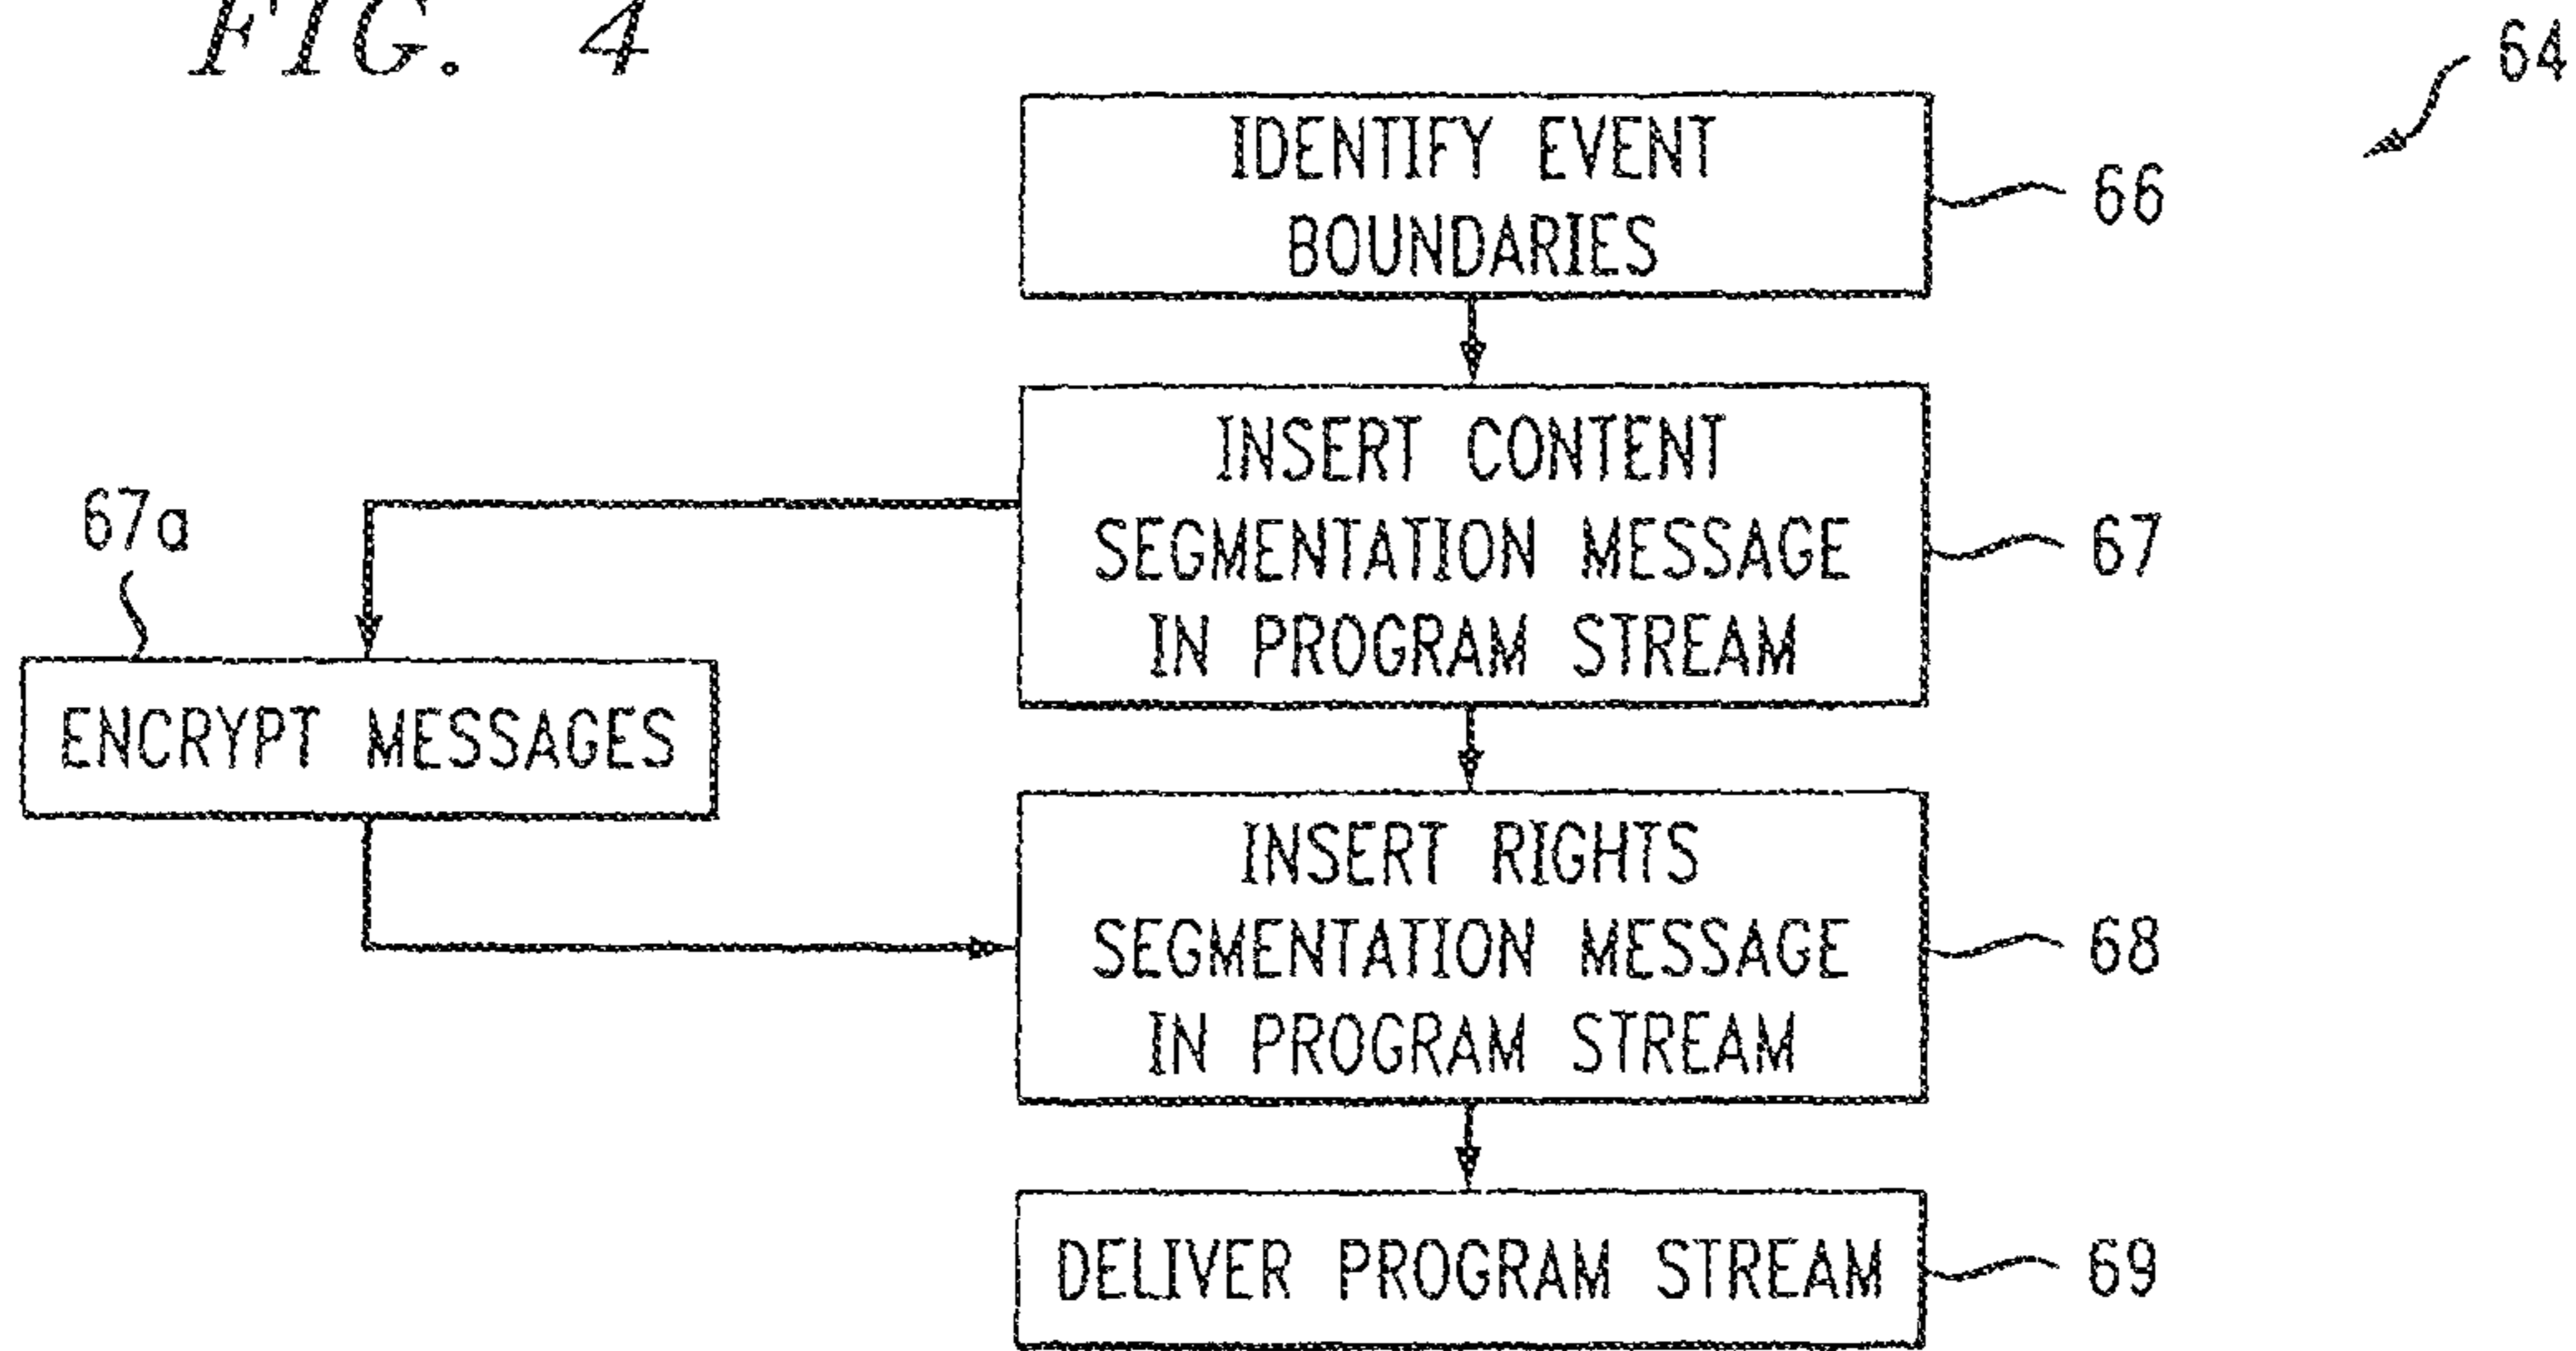 FIG. 4
64
IDENTIFY EVENT
BOUNDARIES
66
INSERT CONTENT
SEGMENTATION MESSAGE
IN PROGRAM STREAM
67
67a
ENCRYPT MESSAGES
INSERT RIGHTS
SEGMENTATION MESSAGE
IN PROGRAM STREAM
68
DELIVER PROGRAM STREAM
69